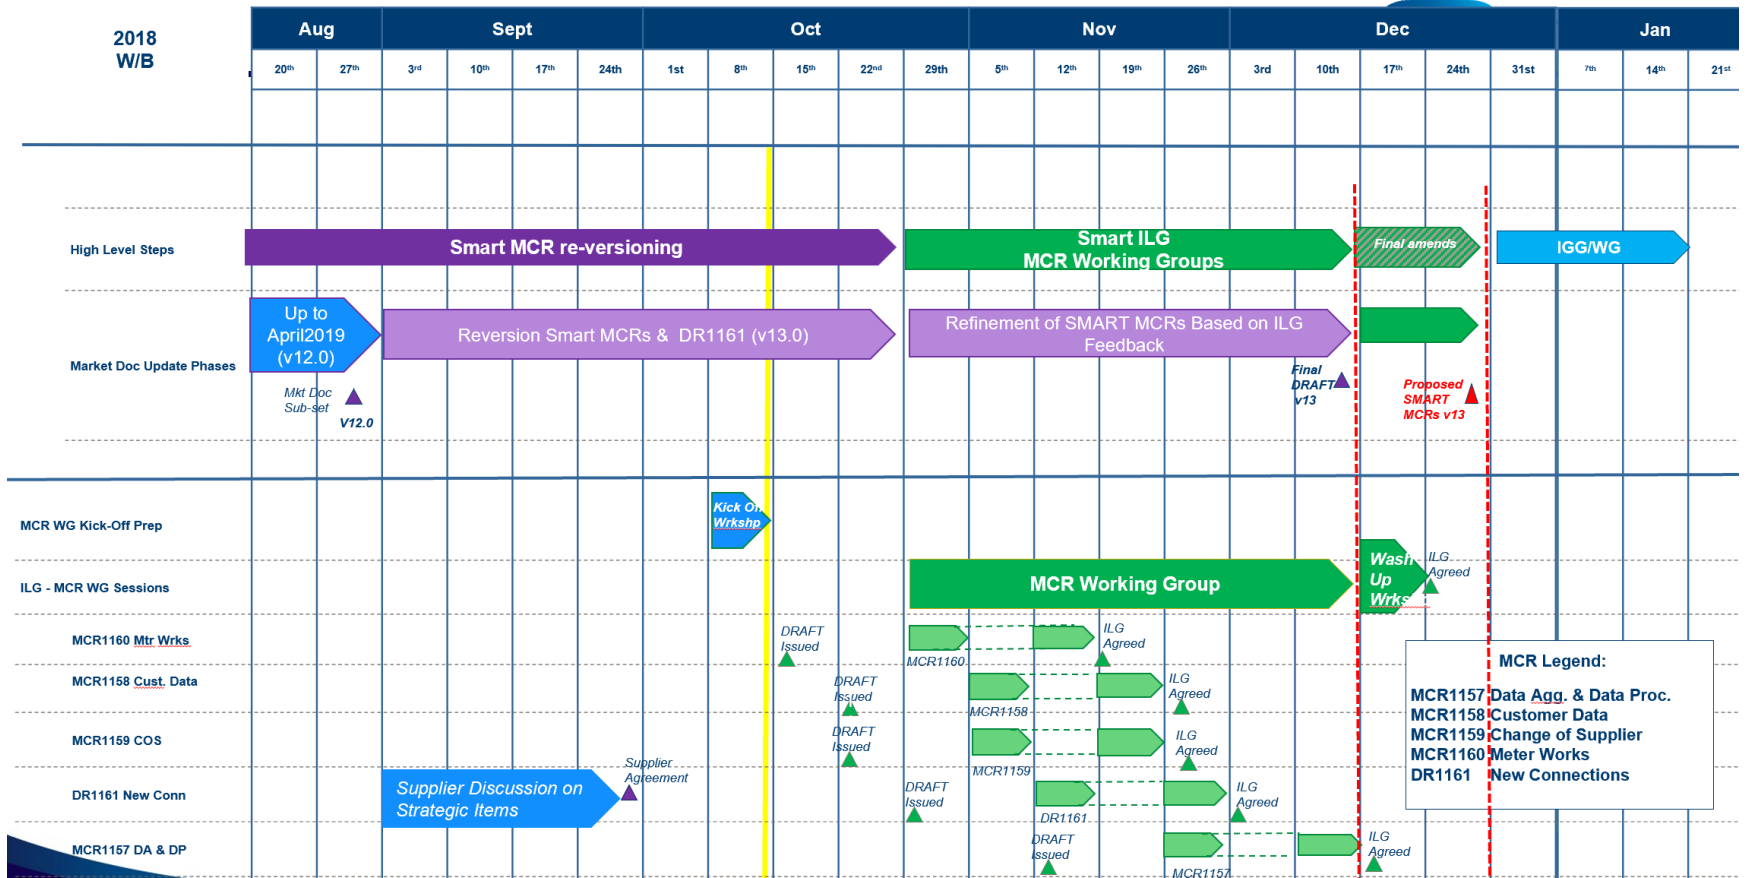 2018
W/B
Aug Sept Oct Nov Dec Jan
20th 27th 3rd 10th 17th 24th 1st 8th 15th 22nd 29th 5th 12th 19th 26th 3rd 10th 17th 24th 31st 7th 14th 21st
High Level Steps
Smart MCR re-versioning
Smart ILG
MCR Working Groups
Final amends
IGG/WG
Market Doc Update Phases
Up to
April2019
(v12.0)
Reversion Smart MCRs & DR1161 (v13.0)
Refinement of SMART MCRs Based on ILG
Feedback
Mkt Doc
Sub-set
V12.0
Final
DRAFT
v13
Proposed
SMART
MCRs v13
MCR WG Kick-Off Prep
Kick Off
Wrkshp
ILG - MCR WG Sessions
MCR Working Group
Wash
Up
Wrks
ILG
Agreed
MCR1160 Mtr Wrks
DRAFT
Issued
MCR1160
ILG
Agreed
MCR1158 Cust. Data
DRAFT
Issued
MCR1158
ILG
Agreed
MCR1159 COS
DRAFT
Issued
MCR1159
ILG
Agreed
DR1161 New Conn
Supplier Discussion on
Strategic Items
Supplier
Agreement
DRAFT
Issued
DR1161
ILG
Agreed
MCR1157 DA & DP
DRAFT
Issued
MCR1157
ILG
Agreed
MCR Legend:
MCR1157 Data Agg. & Data Proc.
MCR1158 Customer Data
MCR1159 Change of Supplier
MCR1160 Meter Works
DR1161 New Connections